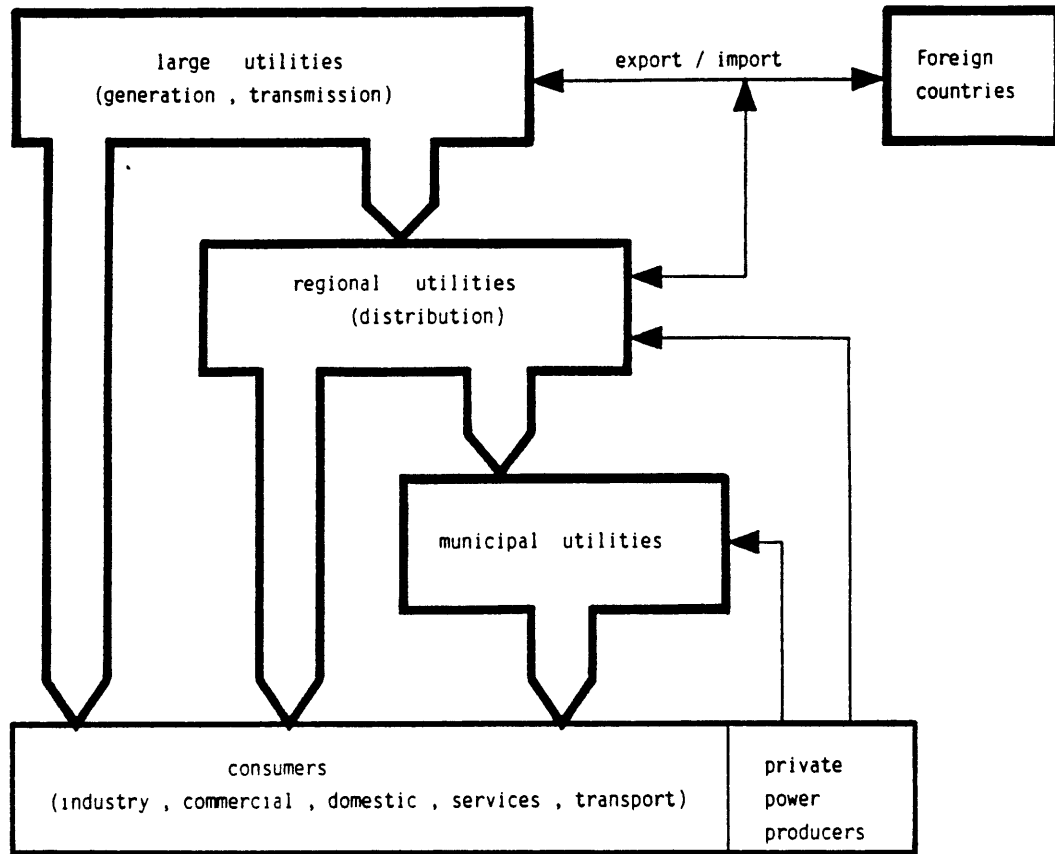 large utilities
(generation , transmission)
export / import
Foreign
countries
regional utilities
(distribution)
municipal utilities
consumers
(industry , commercial , domestic , services , transport)
private
power
producers